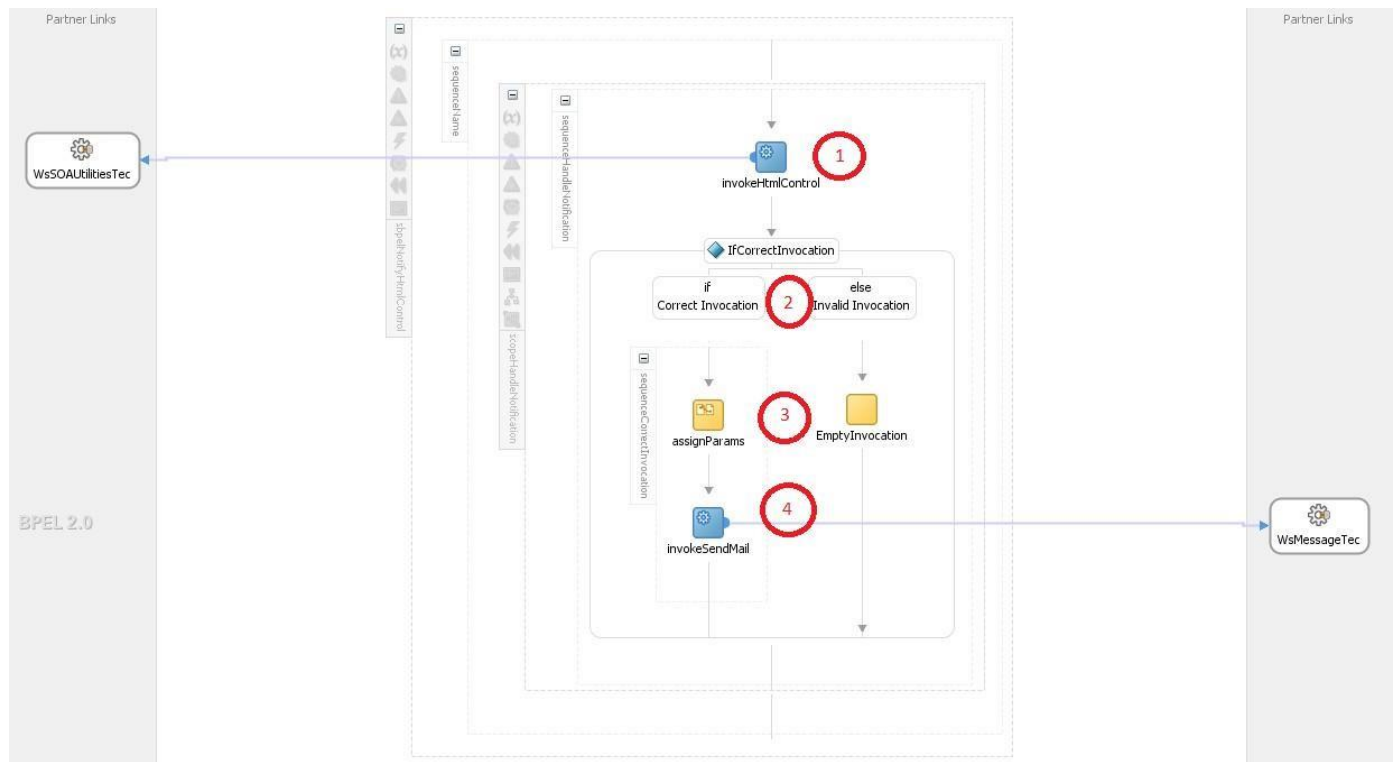 Partner Links
Partner Links
sequenceName
WsSOAUtilitiesTec
sequenceHandleNotification
1
invokeHtmlControl
sbpelNotifyHtmlControl
IfCorrectInvocation
if
Correct Invocation
2
else
Invalid Invocation
scopeHandleNotification
sequenceCorrectInvocation
assignParams
3
EmptyInvocation
4
invokeSendMail
BPEL 2.0
WsMessageTec
(x)
(x)